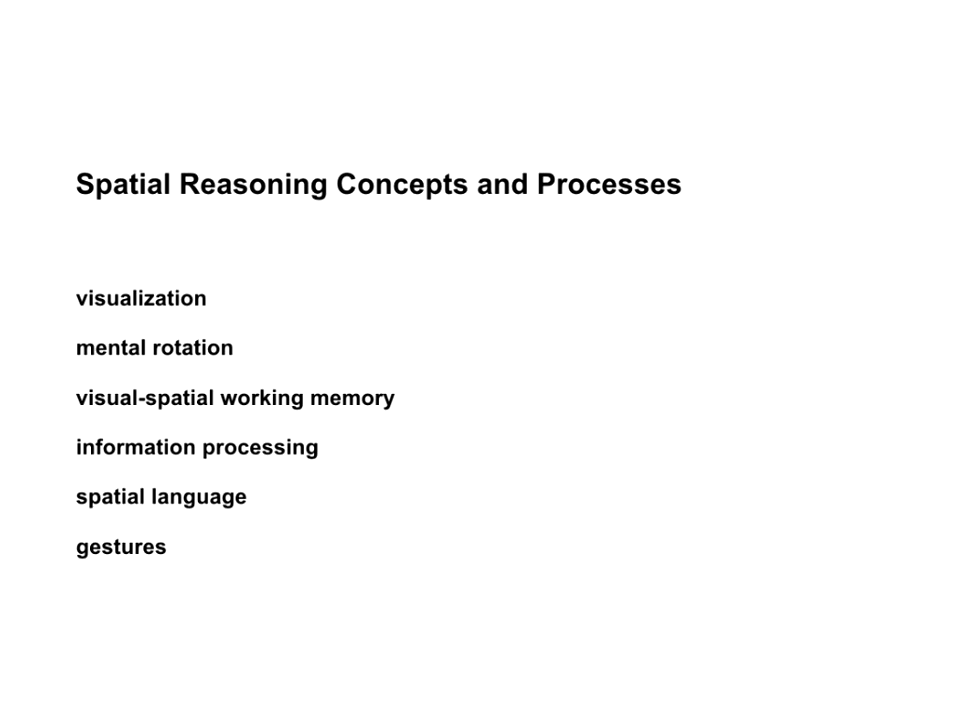 Spatial Reasoning Concepts and Processes
visualization
mental rotation
visual-spatial working memory
information processing
spatial language
gestures